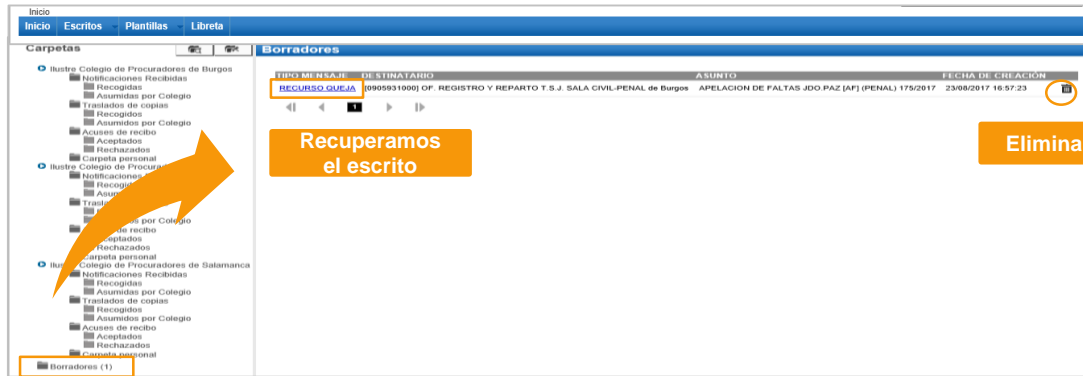 Inicio
Inicio Escritos Plantillas Libreta
Carpetas
Ilustre Colegio de Procuradores de Burgos
Notificaciones Recibidas
Recogidas
Asumidas por Colegio
Traslados de copias
Recogidos
Asumidos por Colegio
Acuses de recibo
Aceptados
Rechazados
Carpeta personal
Ilustre Colegio de Procurad
Notificaciones
Recog
Asum
Trasla
os por Colegio
de recibo
Aceptados
Rechazados
Carpeta personal
Ilus Colegio de Procuradores de Salamanca
Notificaciones Recibidas
Recogidas
Asumidas por Colegio
Traslados de copias
Recogidos
Asumidos por Colegio
Acuses de recibo
Aceptados
Rechazados
Carpeta personal
Borradores (1)
Borradores
TIPO MENSAJE DESTINATARIO ASUNTO FECHA DE CREACIÓN
RECURSO QUEJA [0905931000] OF. REGISTRO Y REPARTO T.S.J. SALA CIVIL-PENAL de Burgos APELACION DE FALTAS JDO.PAZ [AF] (PENAL) 175/2017 23/08/2017 16:57:23
1
Recuperamos
el escrito
Elimina